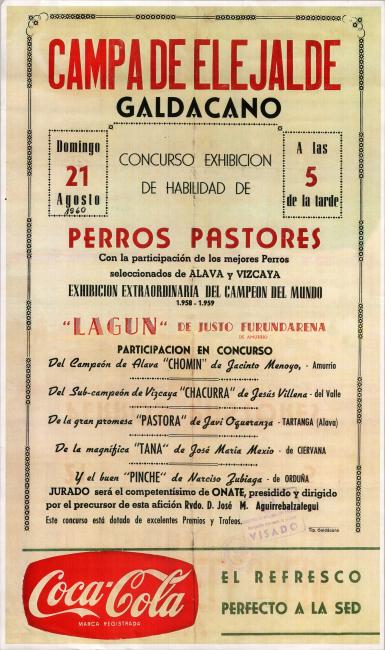 CAMPA DE ELEJALDE
GALDACANO
Domingo
21
Agosto
1960
CONCURSO EXHIBICION
DE HABILIDAD DE
A las
5
de la tarde
PERROS PASTORES
Con la participación de los mejores Perros
seleccionados de ALAVA y VIZCAYA
EXHIBICION EXTRAORDINARIA DEL CAMPEON DEL MUNDO
1.958 - 1.959
"LAGUN" DE JUSTO FURUNDARENA
DE AMURRIO
PARTICIPACION EN CONCURSO
Del Campeón de Alava "CHOMIN" de Jacinto Menoyo, - Amurrio
Del Sub-campeón de Vizcaya "CHACURRA" de Jesús Villena - del Valle
De la gran promesa "PASTORA" de Javi Oqueranza - TARTANGA (Alava)
De la magnífica "TANA" de José María Mexio - de CIERVANA
Y el buen "PINCHE" de Narciso Zubiaga - de ORDUÑA
JURADO será el competentísimo de OÑATE, presidido y dirigido
por el precursor de esta afición Rvdo. D. José M. Aguirrebalzalegui
Este concurso está dotado de excelentes Premios y Trofeos.
Tip. Galdácano
VISADO
Coca-Cola
MARCA REGISTRADA
EL REFRESCO
PERFECTO A LA SED